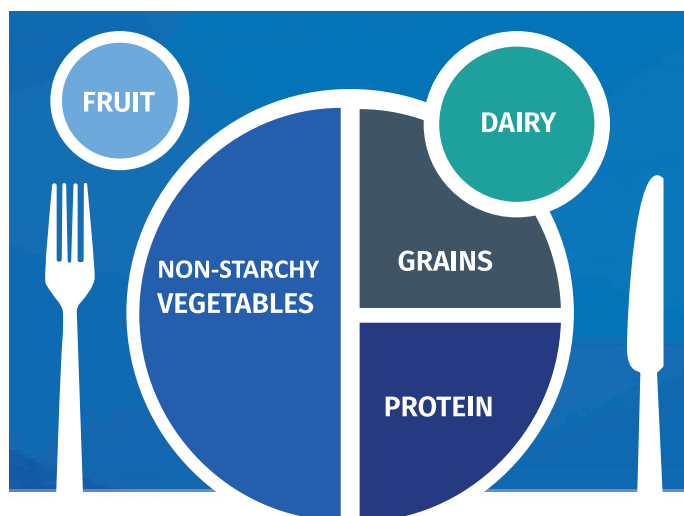 FRUIT
DAIRY
NON-STARCHY
VEGETABLES
GRAINS
PROTEIN